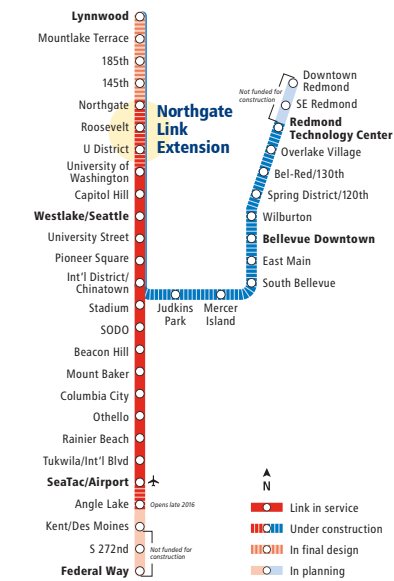 Lynnwood
Mountlake Terrace
185th
145th
Northgate
Roosevelt
U District
University of
Washington
Capitol Hill
Westlake/Seattle
University Street
Pioneer Square
Int'l District/
Chinatown
Stadium
SODO
Beacon Hill
Mount Baker
Columbia City
Othello
Rainier Beach
Tukwila/Int'l Blvd
SeaTac/Airport
Angle Lake
Opens late 2016
Kent/Des Moines
S 272nd
Not funded for
construction
Federal Way
Northgate
Link
Extension
Judkins
Park
Mercer
Island
Downtown
Redmond
Not funded for
construction
SE Redmond
Redmond
Technology Center
Overlake Village
Bel-Red/130th
Spring District/120th
Wilburton
Bellevue Downtown
East Main
South Bellevue
N
Link in service
Under construction
In final design
In planning